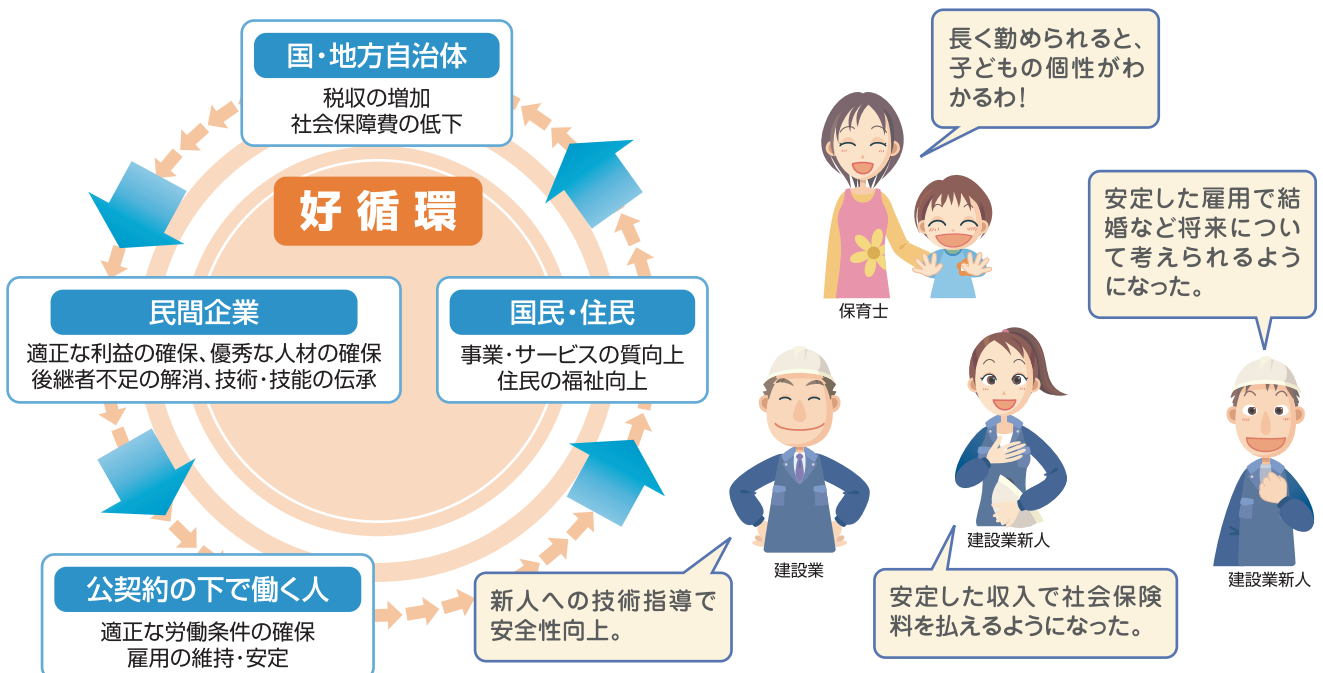 国・地方自治体
税収の増加
社会保障費の低下
好循環
民間企業
適正な利益の確保、優秀な人材の確保
後継者不足の解消、技術・技能の伝承
国民・住民
事業・サービスの質向上
住民の福祉向上
公契約の下で働く人
適正な労働条件の確保
雇用の維持・安定
長く勤められると、
子どもの個性がわ
かるわ！
保育士
安定した雇用で結
婚など将来につい
て考えられるよう
になった。
建設業新人
建設業
新人への技術指導で
安全性向上。
建設業新人
安定した収入で社会保険
料を払えるようになった。